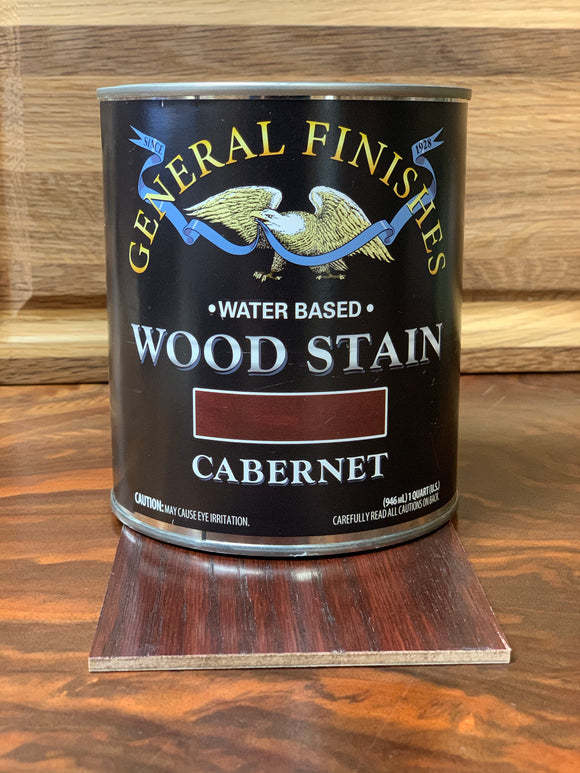 SINCE
1928
GENERAL FINISHES
• WATER BASED •
WOOD STAIN
CABERNET
CAUTION: MAY CAUSE EYE IRRITATION.
(946 mL) 1 QUART (U.S.)
CAREFULLY READ ALL CAUTIONS ON BACK.